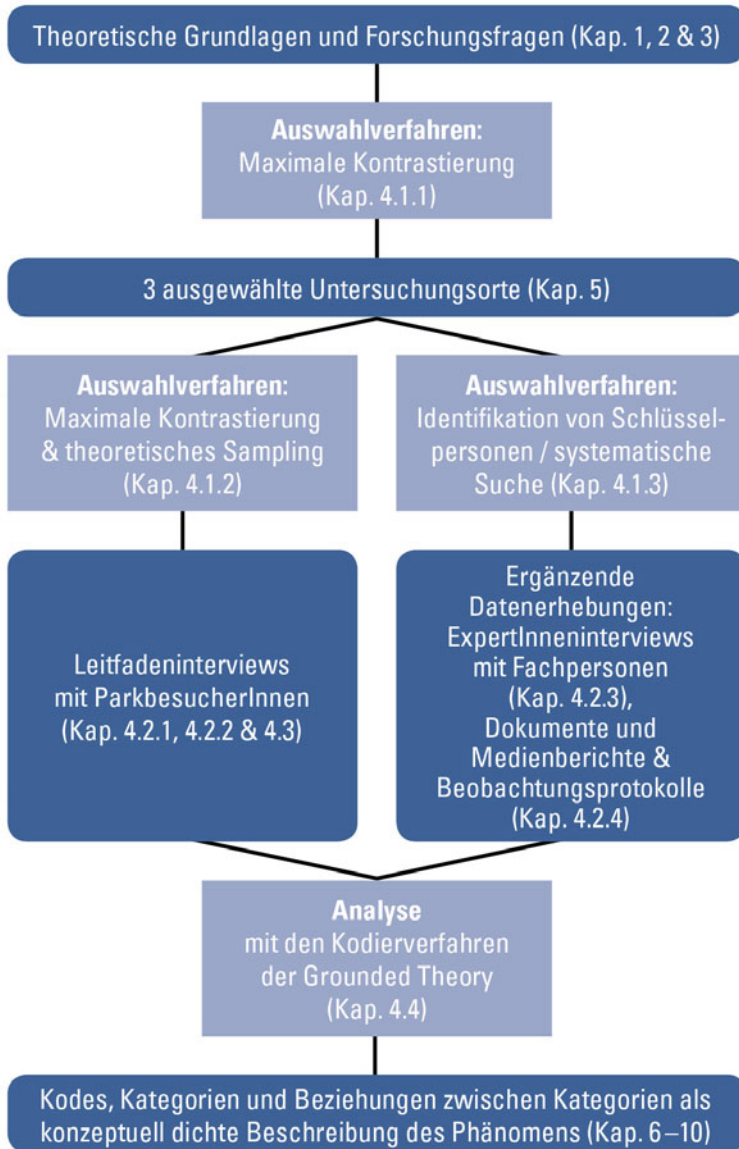 Theoretische Grundlagen und Forschungsfragen (Kap. 1, 2 & 3)
Auswahlverfahren:
Maximale Kontrastierung
(Kap. 4.1.1)
3 ausgewählte Untersuchungsorte (Kap. 5)
Auswahlverfahren:
Maximale Kontrastierung
& theoretisches Sampling
(Kap. 4.1.2)
Auswahlverfahren:
Identifikation von Schlüssel-
personen / systematische
Suche (Kap. 4.1.3)
Leitfadeninterviews
mit ParkbesucherInnen
(Kap. 4.2.1, 4.2.2 & 4.3)
Ergänzende
Datenerhebungen:
ExpertInneninterviews
mit Fachpersonen
(Kap. 4.2.3),
Dokumente und
Medienberichte &
Beobachtungsprotokolle
(Kap. 4.2.4)
Analyse
mit den Kodierverfahren
der Grounded Theory
(Kap. 4.4)
Kodes, Kategorien und Beziehungen zwischen Kategorien als
konzeptuell dichte Beschreibung des Phänomens (Kap. 6–10)